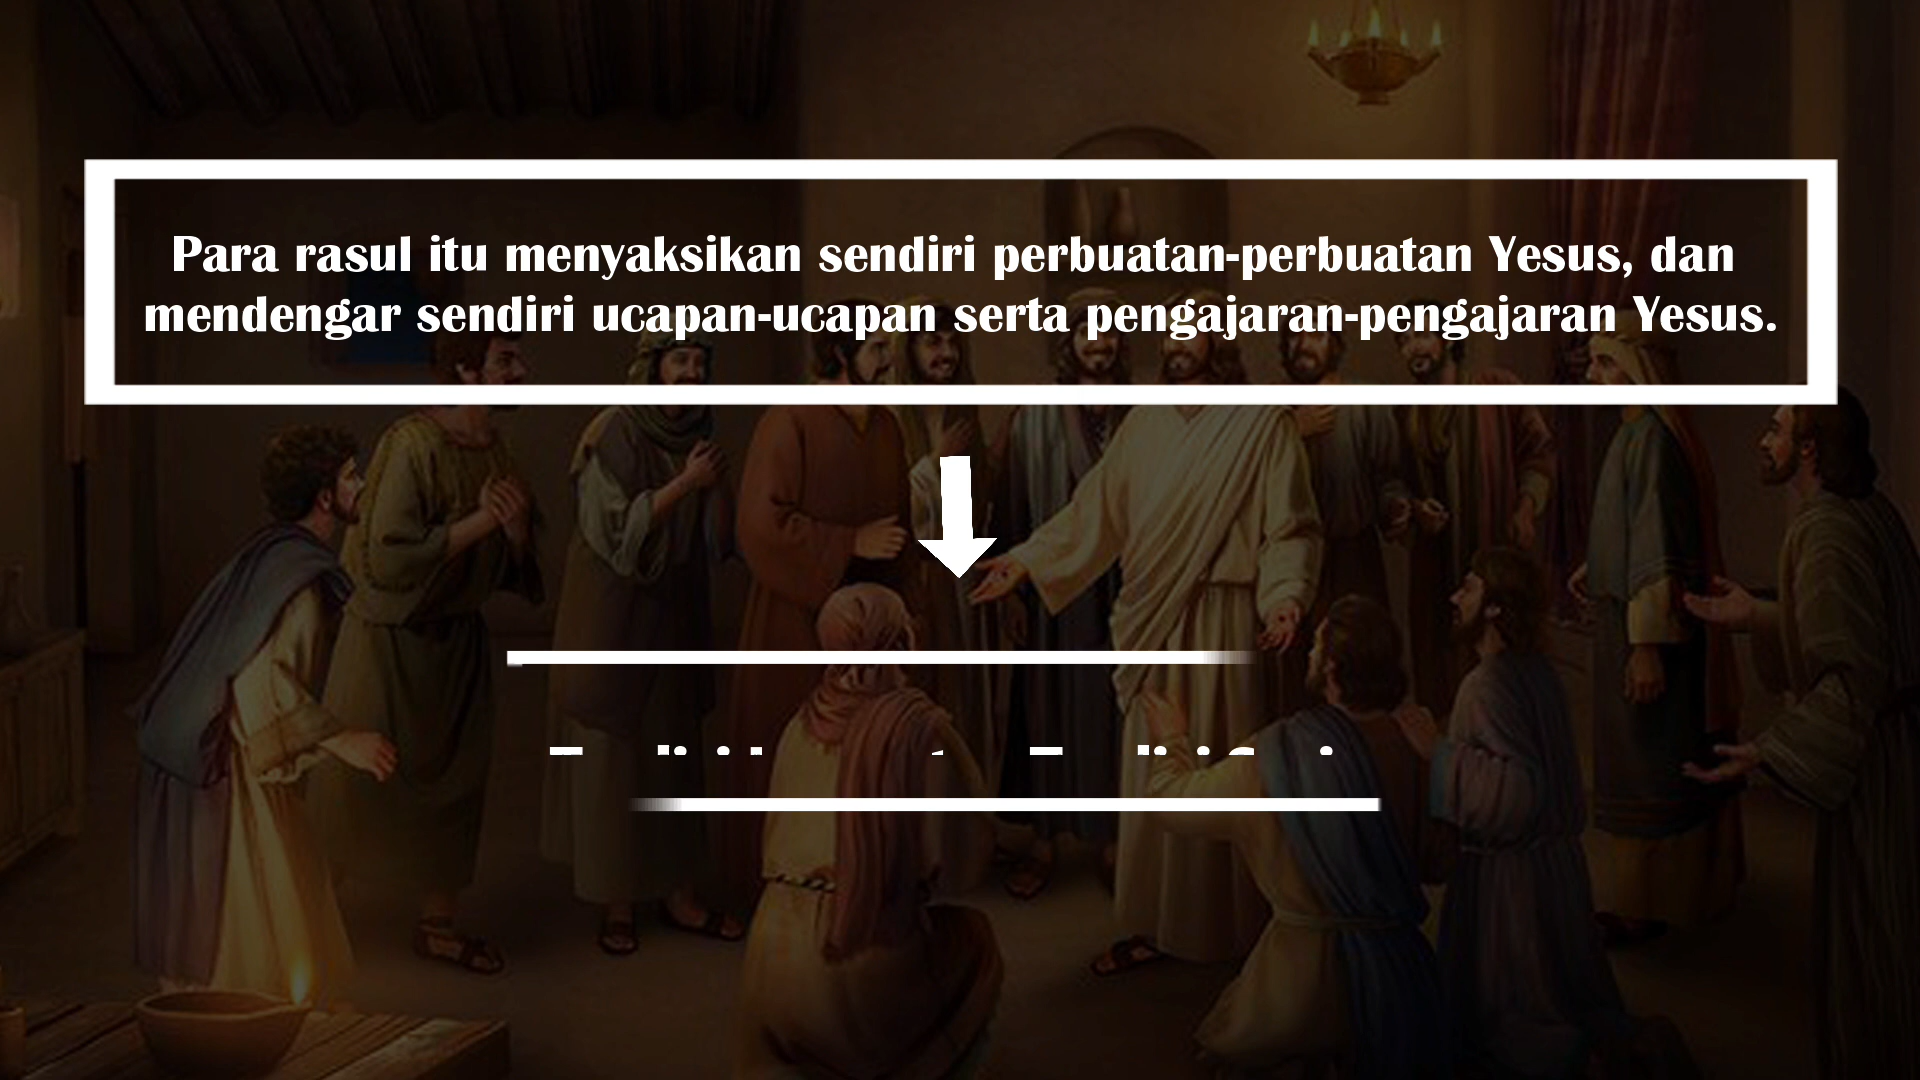 Para rasul itu menyaksikan sendiri perbuatan-perbuatan Yesus, dan
mendengar sendiri ucapan-ucapan serta pengajaran-pengajaran Yesus.